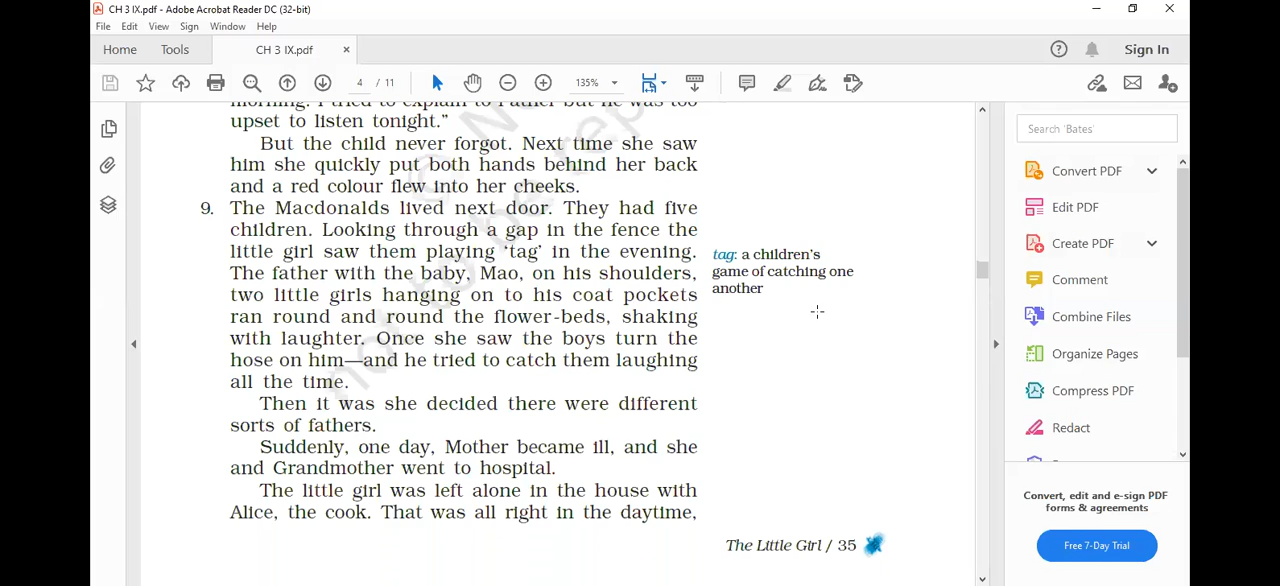 CH 3 IX.pdf - Adobe Acrobat Reader DC (32-bit)
File Edit View Sign Window Help
Home Tools CH 3 IX.pdf × Sign In
4 / 11 135%
morning. I tried to explain to Father but he was too
upset to listen tonight."
But the child never forgot. Next time she saw
him she quickly put both hands behind her back
and a red colour flew into her cheeks.
9. The Macdonalds lived next door. They had five
children. Looking through a gap in the fence the
little girl saw them playing ‘tag’ in the evening.
The father with the baby, Mao, on his shoulders,
two little girls hanging on to his coat pockets
ran round and round the flower-beds, shaking
with laughter. Once she saw the boys turn the
hose on him—and he tried to catch them laughing
all the time.
Then it was she decided there were different
sorts of fathers.
Suddenly, one day, Mother became ill, and she
and Grandmother went to hospital.
The little girl was left alone in the house with
Alice, the cook. That was all right in the daytime,
tag: a children's
game of catching one
another
The Little Girl / 35
not to be rep
© N
Search 'Bates'
Convert PDF
Edit PDF
Create PDF
Comment
Combine Files
Organize Pages
Compress PDF
Redact
Convert, edit and e-sign PDF
forms & agreements
Free 7-Day Trial